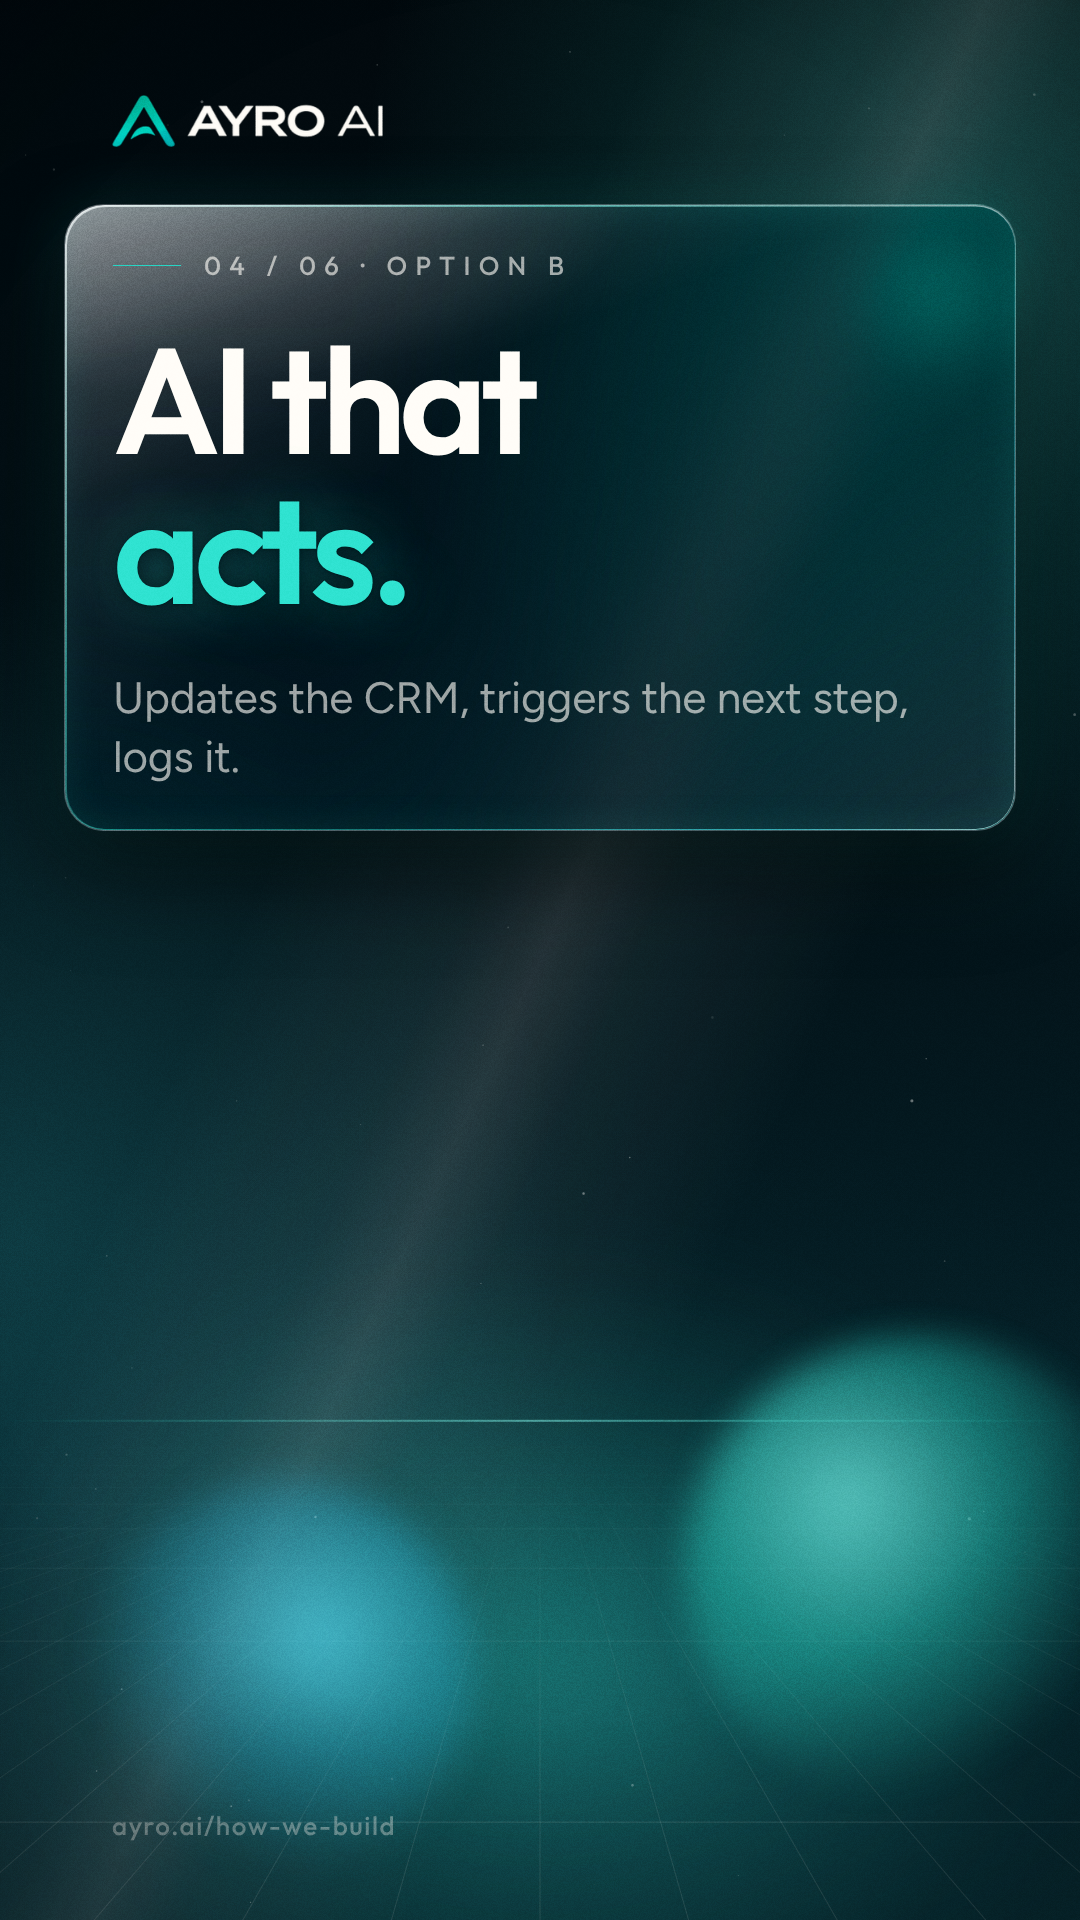 AYRO AI
04 / 06 · OPTION B
AI that
acts.
Updates the CRM, triggers the next step,
logs it.
ayro.ai/how-we-build